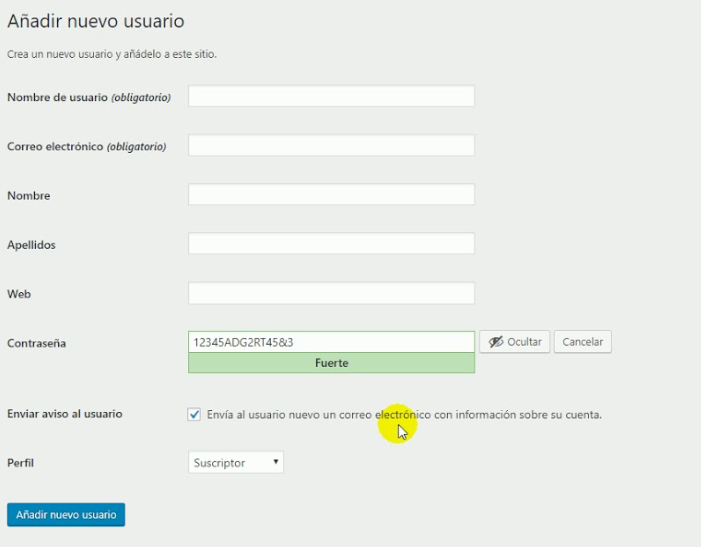 Añadir nuevo usuario
Crea un nuevo usuario y añádelo a este sitio.
Nombre de usuario (obligatorio)
Correo electrónico (obligatorio)
Nombre
Apellidos
Web
Contraseña 12345ADG2RT45&3 Ocultar Cancelar
Fuerte
Enviar aviso al usuario Envía al usuario nuevo un correo electrónico con información sobre su cuenta.
Perfil Suscriptor
Añadir nuevo usuario